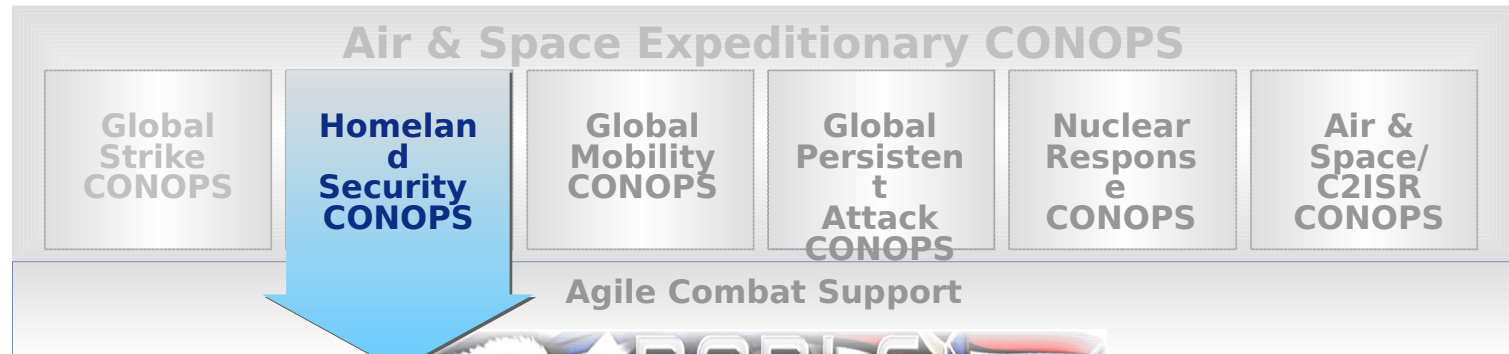 Air & Space Expeditionary CONOPS
Global
Strike
CONOPS
Homelan
d
Security
CONOPS
Global
Mobility
CONOPS
Global
Persisten
t
Attack
CONOPS
Nuclear
Respons
e
CONOPS
Air &
Space/
C2ISR
CONOPS
Agile Combat Support